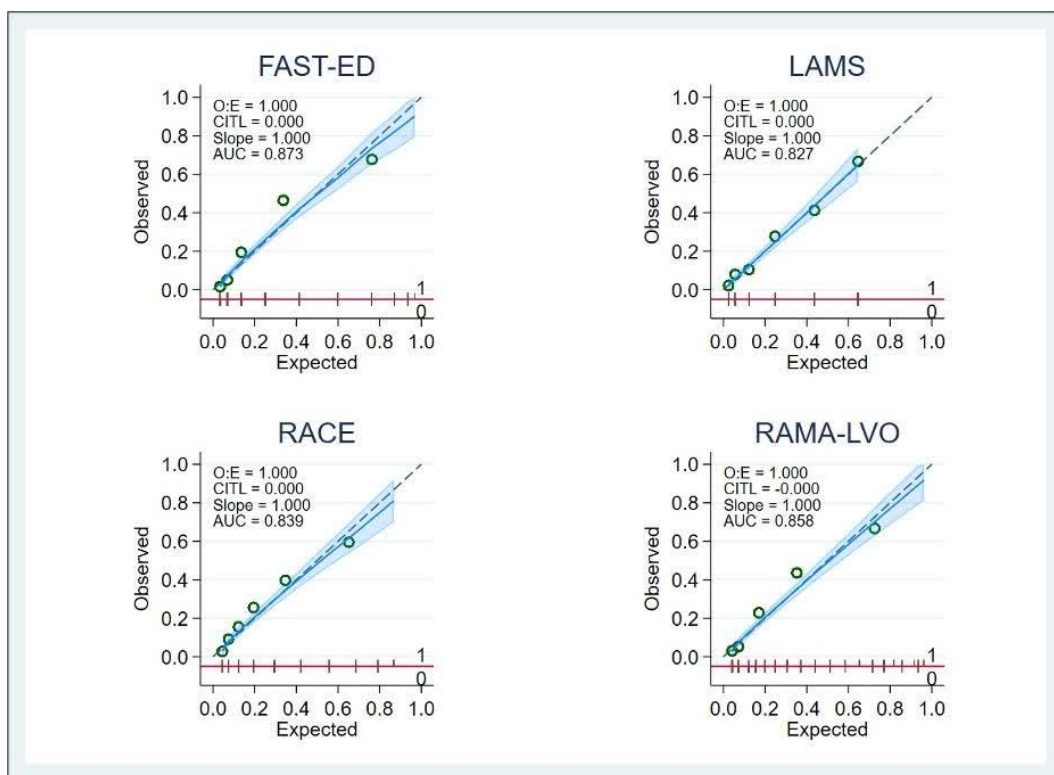 FAST-ED
O:E = 1.000
CITL = 0.000
Slope = 1.000
AUC = 0.873
1.0
0.8
0.6
0.4
0.2
0.0
Observed
1
0
0.0 0.2 0.4 0.6 0.8 1.0
Expected
LAMS
O:E = 1.000
CITL = 0.000
Slope = 1.000
AUC = 0.827
1.0
0.8
0.6
0.4
0.2
0.0
Observed
1
0
0.0 0.2 0.4 0.6 0.8 1.0
Expected
RACE
O:E = 1.000
CITL = 0.000
Slope = 1.000
AUC = 0.839
1.0
0.8
0.6
0.4
0.2
0.0
Observed
1
0
0.0 0.2 0.4 0.6 0.8 1.0
Expected
RAMA-LVO
O:E = 1.000
CITL = -0.000
Slope = 1.000
AUC = 0.858
1.0
0.8
0.6
0.4
0.2
0.0
Observed
1
0
0.0 0.2 0.4 0.6 0.8 1.0
Expected